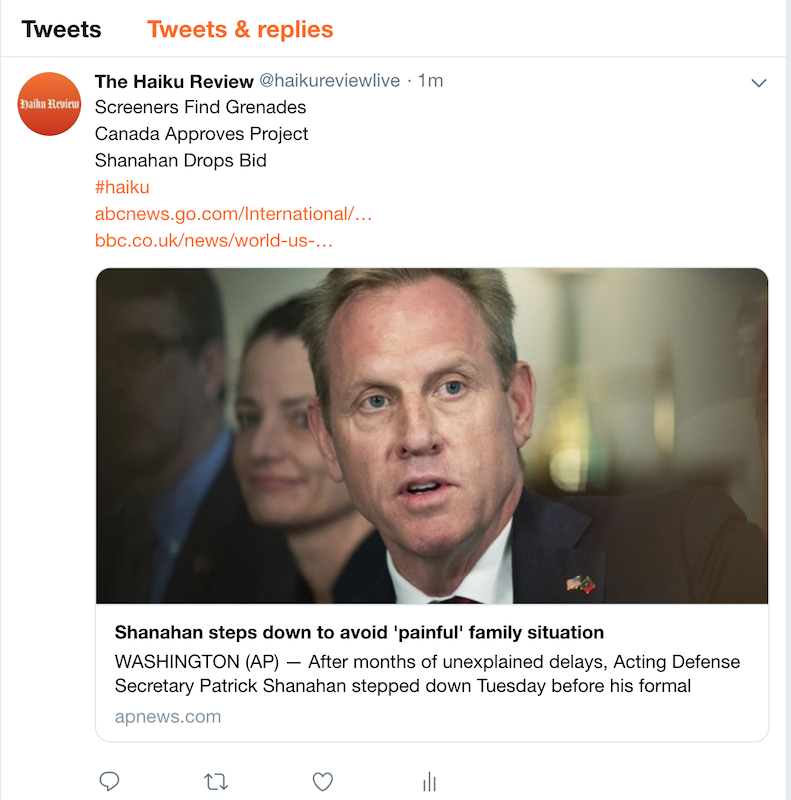 Tweets Tweets & replies
Haiku Review
The Haiku Review @haikureviewlive · 1m
Screeners Find Grenades
Canada Approves Project
Shanahan Drops Bid
#haiku
abcnews.go.com/International/…
bbc.co.uk/news/world-us-…
Shanahan steps down to avoid 'painful' family situation
WASHINGTON (AP) — After months of unexplained delays, Acting Defense
Secretary Patrick Shanahan stepped down Tuesday before his formal
apnews.com